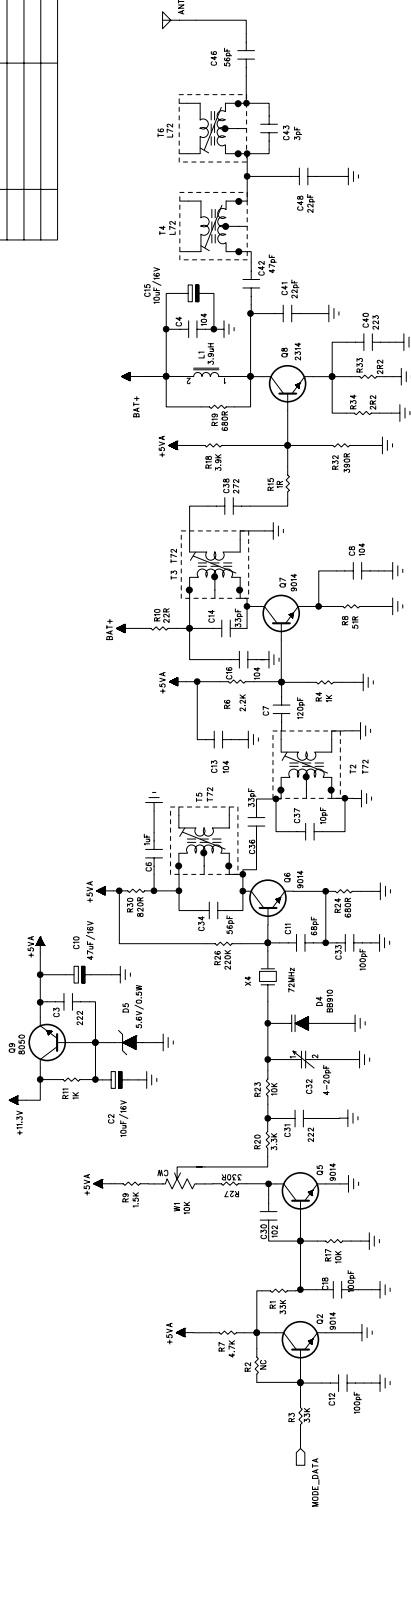 ANT
C46
56pF
T6
L72
C43
3pF
C48
22pF
T4
L72
C42
47pF
C15
10uF/16V
C4
104
C41
22pF
L1
3.9uH
2
1
BAT+
R19
680R
Q8
2314
C40
223
R33
2R2
R34
2R2
+5VA
R18
3.9K
R32
390R
R15
1R
C38
272
T3
T72
BAT+
R10
22R
C14
33pF
Q7
9014
C8
104
R8
51R
C16
104
+5VA
R6
2.2K
R4
1K
C7
120pF
C13
104
T2
T72
C37
10pF
33pF
C36
T5
T72
C6
1uF
+5VA
R30
820R
C34
56pF
Q6
9014
R24
680R
R26
220K
C11
68pF
C33
100pF
X4
72MHz
+5VA
C10
47uF/16V
C3
222
D5
5.6V/0.5W
Q9
8050
R11
1K
C2
10uF/16V
+11.3V
D4
BB910
1
2
C32
4-20pF
R23
10K
C31
222
R20
3.3K
+5VA
R9
1.5K
CW
W1
10K
R27
330R
C30
102
Q5
9014
R17
10K
C18
100pF
R1
33K
+5VA
R7
4.7K
R2
NC
Q2
9014
C12
100pF
R3
33K
MODE_DATA